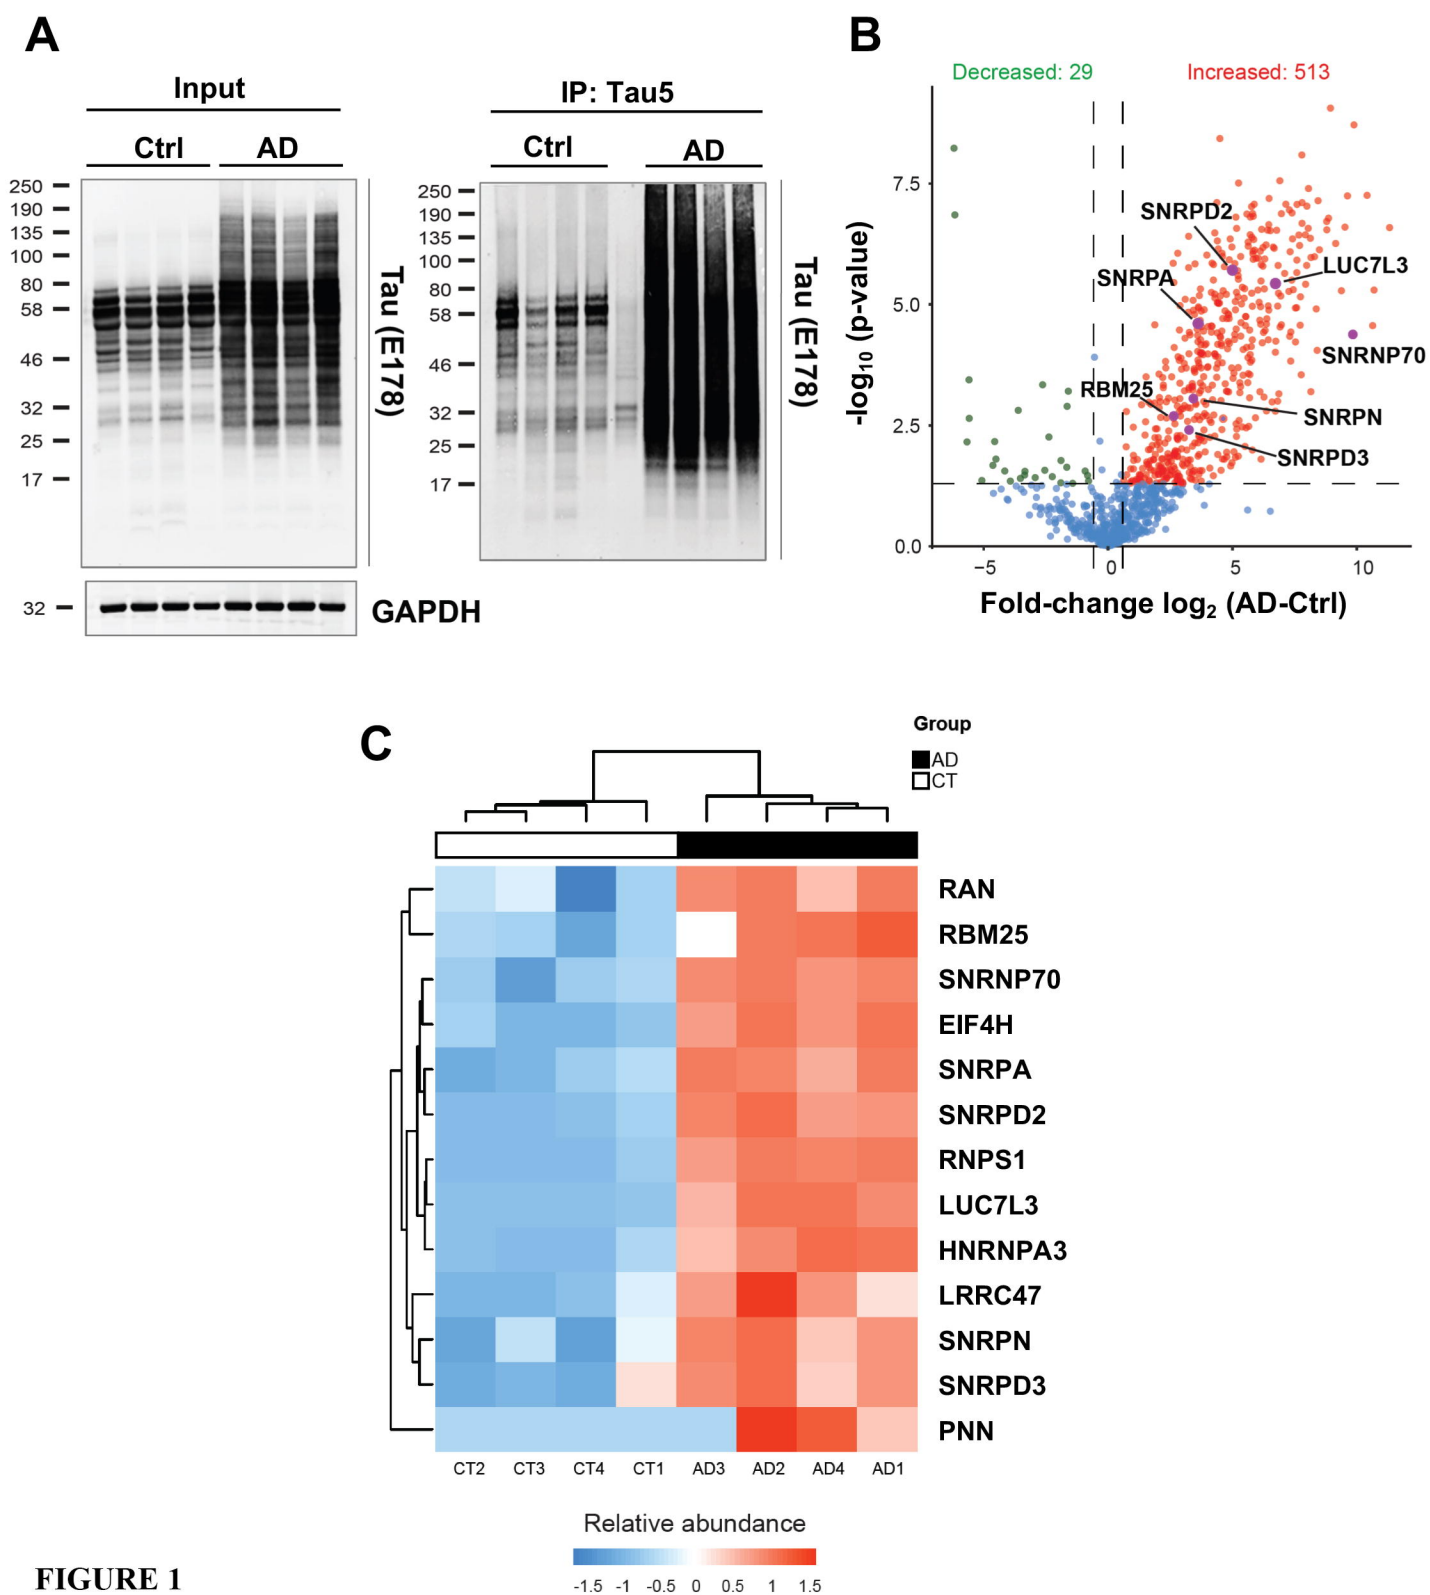 A
Input
Ctrl AD
250
190
135
100
80
58
46
32
25
17
Tau (E178)
32
GAPDH
IP: Tau5
Ctrl AD
250
190
135
100
80
58
46
32
25
17
Tau (E178)
B
Decreased: 29 Increased: 513
-log10 (p-value)
7.5
5.0
2.5
0.0
SNRPD2
LUC7L3
SNRPA
SNRNP70
RBM25
SNRPN
SNRPD3
−5 0 5 10
Fold-change log2 (AD-Ctrl)
C
Group
AD
CT
RAN
RBM25
SNRNP70
EIF4H
SNRPA
SNRPD2
RNPS1
LUC7L3
HNRNPA3
LRRC47
SNRPN
SNRPD3
PNN
CT2 CT3 CT4 CT1 AD3 AD2 AD4 AD1
Relative abundance
-1.5 -1 -0.5 0 0.5 1 1.5
FIGURE 1